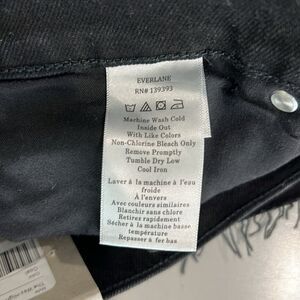 EVERLANE
RN# 139393
Machine Wash Cold
Inside Out
With Like Colors
Non-Chlorine Bleach Only
Remove Promptly
Tumble Dry Low
Cool Iron
Laver à la machine à l'eau
froide
À l'envers
Avec couleurs similaires
Blanchir sans chlore
Retirer rapidement
Sécher à la machine basse
température
Repasser à fer bas